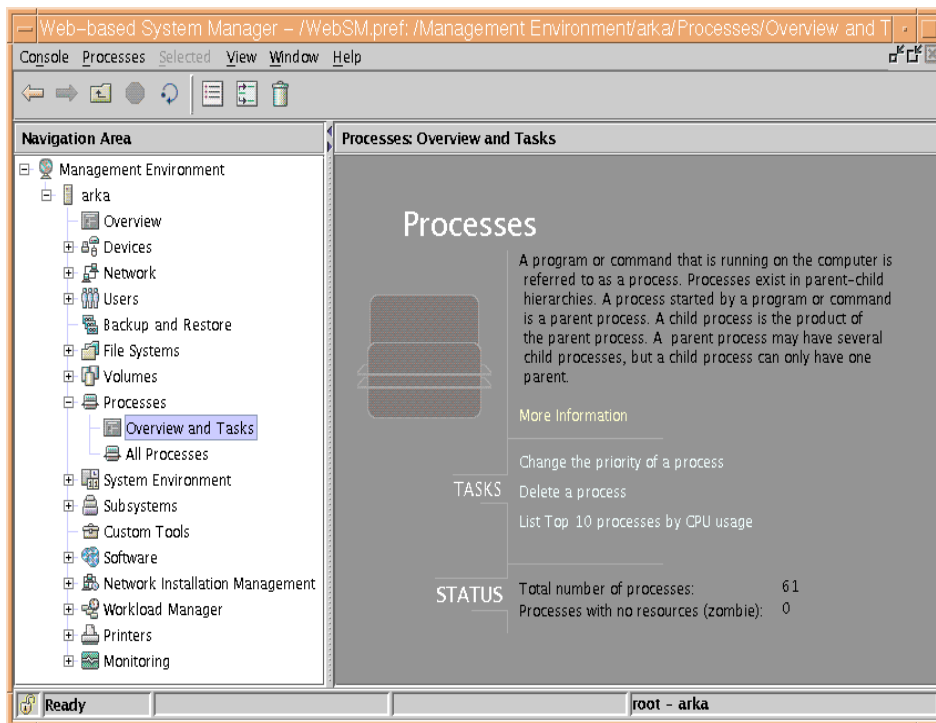 Web-based System Manager - /WebSM.pref: /Management Environment/arka/Processes/Overview and T
Console Processes Selected View Window Help
Navigation Area
Management Environment
arka
Overview
Devices
Network
Users
Backup and Restore
File Systems
Volumes
Processes
Overview and Tasks
All Processes
System Environment
Subsystems
Custom Tools
Software
Network Installation Management
Workload Manager
Printers
Monitoring
Processes: Overview and Tasks
Processes
A program or command that is running on the computer is
referred to as a process. Processes exist in parent-child
hierarchies. A process started by a program or command
is a parent process. A child process is the product of
the parent process. A parent process may have several
child processes, but a child process can only have one
parent.
More Information
TASKS
Change the priority of a process
Delete a process
List Top 10 processes by CPU usage
STATUS
Total number of processes: 61
Processes with no resources (zombie): 0
Ready
root - arka